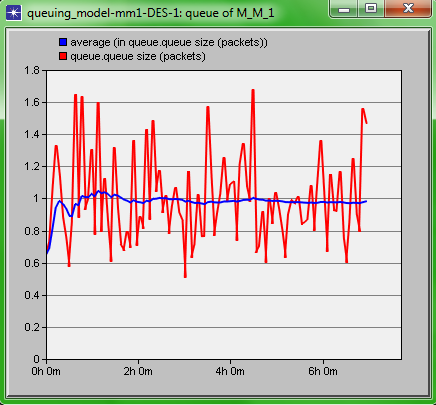 queuing_model-mm1-DES-1: queue of M_M_1
average (in queue.queue size (packets))
queue.queue size (packets)
1.8
1.6
1.4
1.2
1
0.8
0.6
0.4
0.2
0
0h 0m 2h 0m 4h 0m 6h 0m